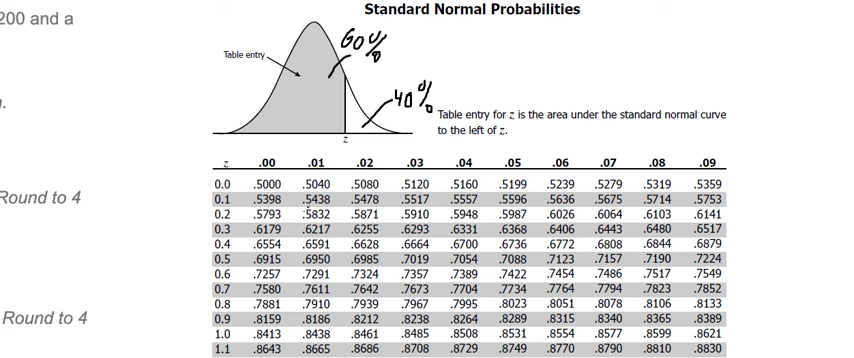 200 and a
Standard Normal Probabilities
60%
Table entry
40%
Table entry for z is the area under the standard normal curve
to the left of z.
z
z .00 .01 .02 .03 .04 .05 .06 .07 .08 .09
0.0 .5000 .5040 .5080 .5120 .5160 .5199 .5239 .5279 .5319 .5359
Round to 4
0.1 .5398 .5438 .5478 .5517 .5557 .5596 .5636 .5675 .5714 .5753
0.2 .5793 .5832 .5871 .5910 .5948 .5987 .6026 .6064 .6103 .6141
0.3 .6179 .6217 .6255 .6293 .6331 .6368 .6406 .6443 .6480 .6517
0.4 .6554 .6591 .6628 .6664 .6700 .6736 .6772 .6808 .6844 .6879
0.5 .6915 .6950 .6985 .7019 .7054 .7088 .7123 .7157 .7190 .7224
0.6 .7257 .7291 .7324 .7357 .7389 .7422 .7454 .7486 .7517 .7549
0.7 .7580 .7611 .7642 .7673 .7704 .7734 .7764 .7794 .7823 .7852
0.8 .7881 .7910 .7939 .7967 .7995 .8023 .8051 .8078 .8106 .8133
Round to 4
0.9 .8159 .8186 .8212 .8238 .8264 .8289 .8315 .8340 .8365 .8389
1.0 .8413 .8438 .8461 .8485 .8508 .8531 .8554 .8577 .8599 .8621
1.1 .8643 .8665 .8686 .8708 .8729 .8749 .8770 .8790 .8810 .8830